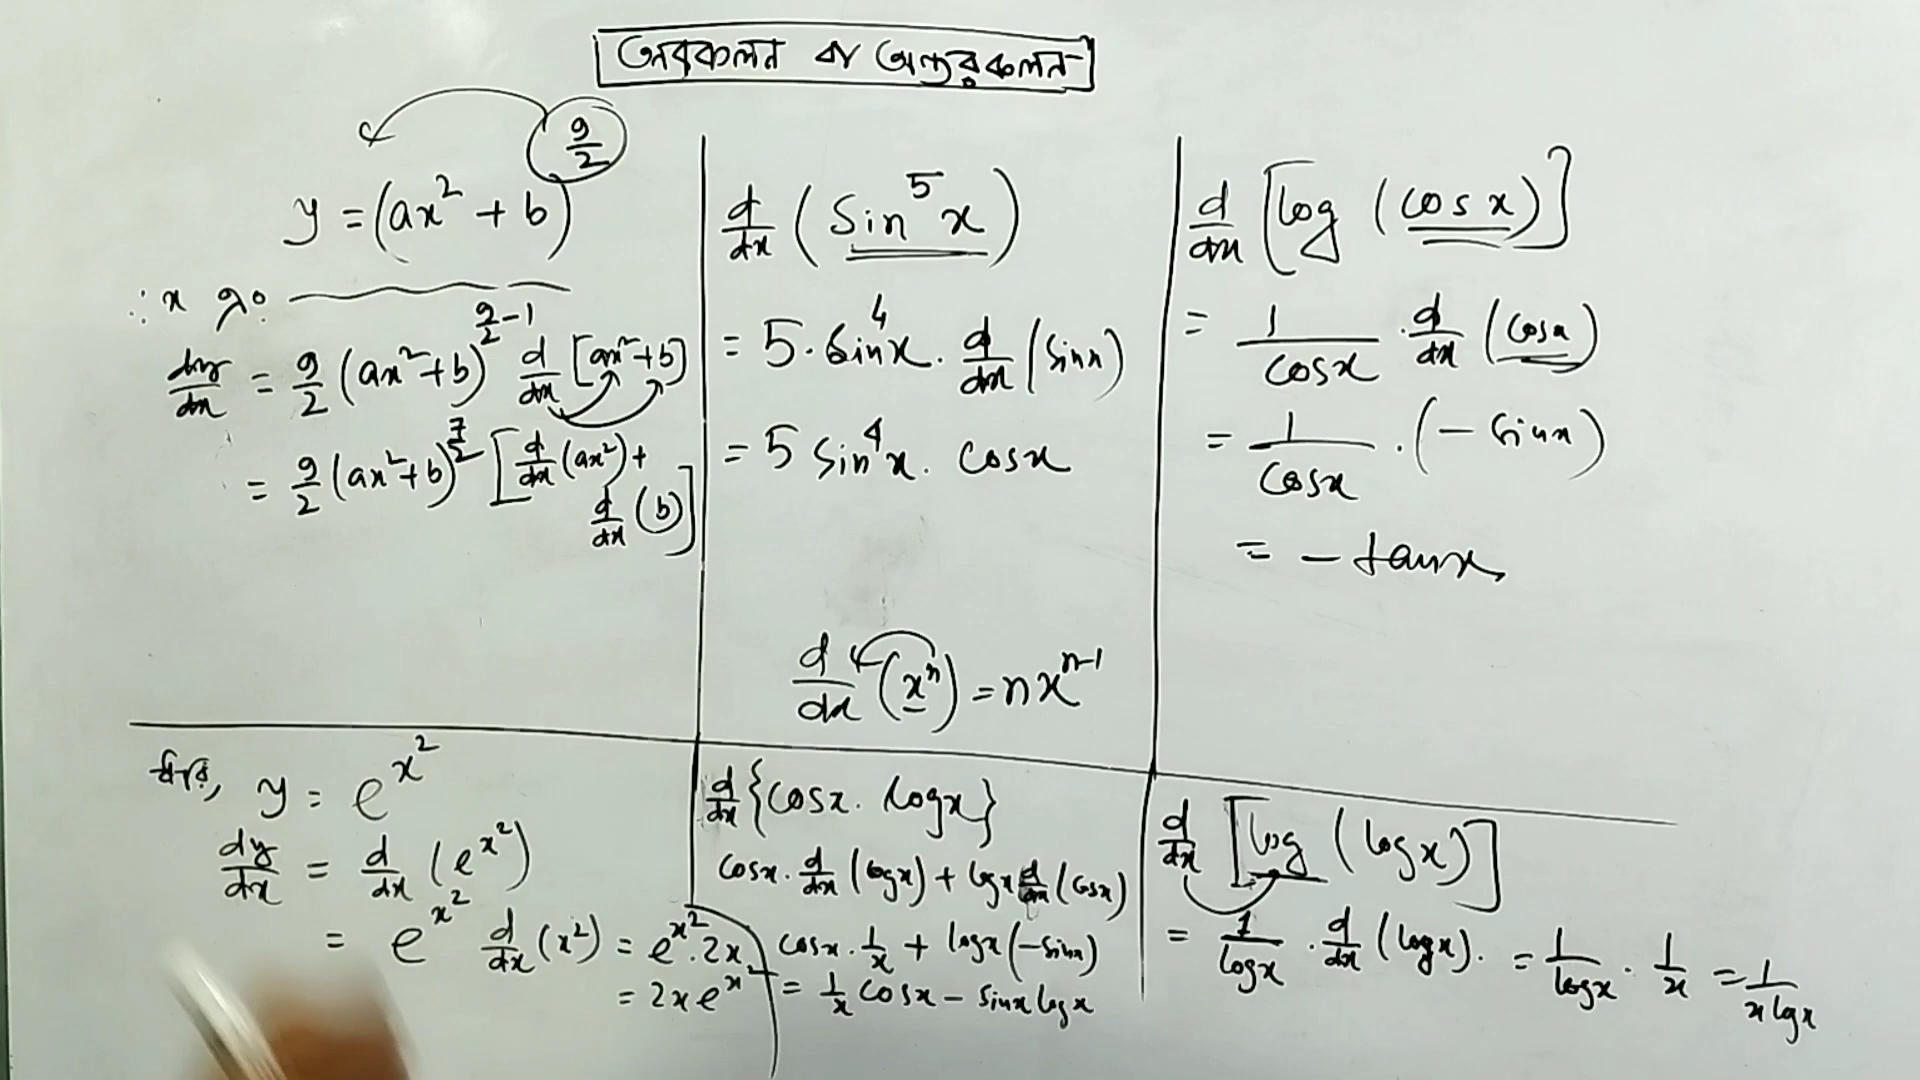 অবকলন বা অন্তরকলন
y = (ax² + b)^(9/2)
∴ x
dy/dx = 9/2 (ax²+b)^(9/2 - 1) d/dx [ax²+b]
= 9/2 (ax²+b)^(7/2) [d/dx (ax²) +
d/dx (b)]
d/dx (sin⁵x)
= 5. sin⁴x. d/dx (sinx)
= 5 sin⁴x. cosx
d/dx (xⁿ) = nxⁿ⁻¹
d/dx [log (cos x)]
= 1/cosx . d/dx (cosx)
= 1/cosx . (- sinx)
= - tanx
ধরি, y = e^(x²)
dy/dx = d/dx (e^(x²))
= e^(x²) d/dx (x²) = e^(x²). 2x
= 2x e^(x²)
d/dx {cosx. logx}
cosx. d/dx (logx) + logx d/dx (cosx)
cosx. 1/x + logx (-sinx)
= 1/x cosx - sinx logx
d/dx [log (logx)]
= 1/logx . d/dx (logx). = 1/logx . 1/x = 1/(x logx)